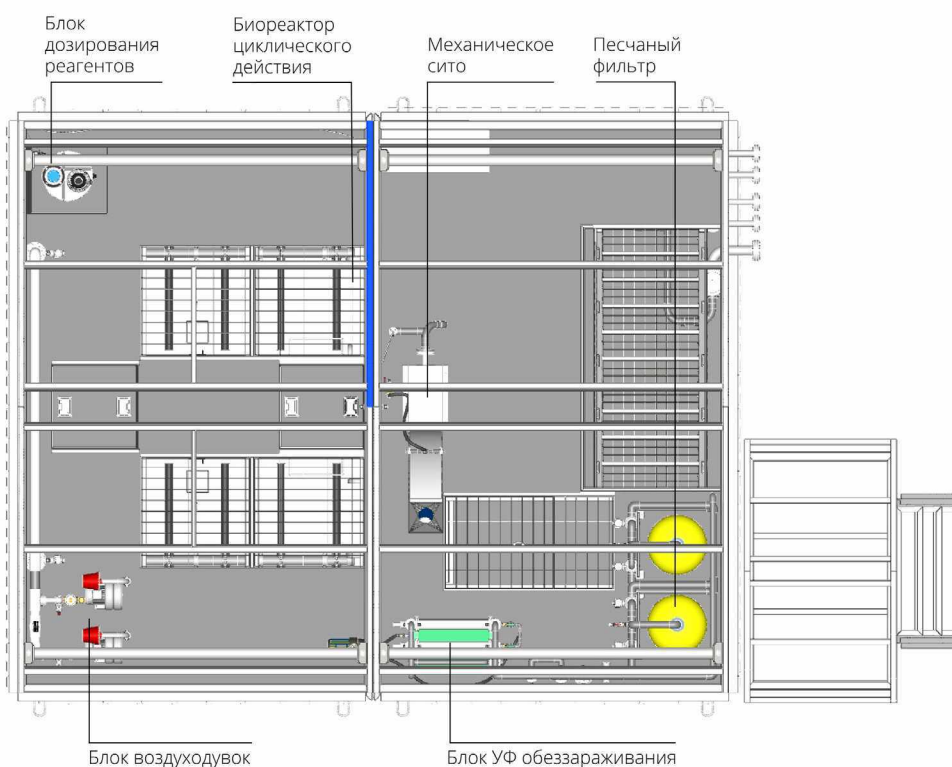 Блок
дозирования
реагентов
Биореактор
циклического
действия
Механическое
сито
Песчаный
фильтр
Блок воздуходувок
Блок УФ обеззараживания